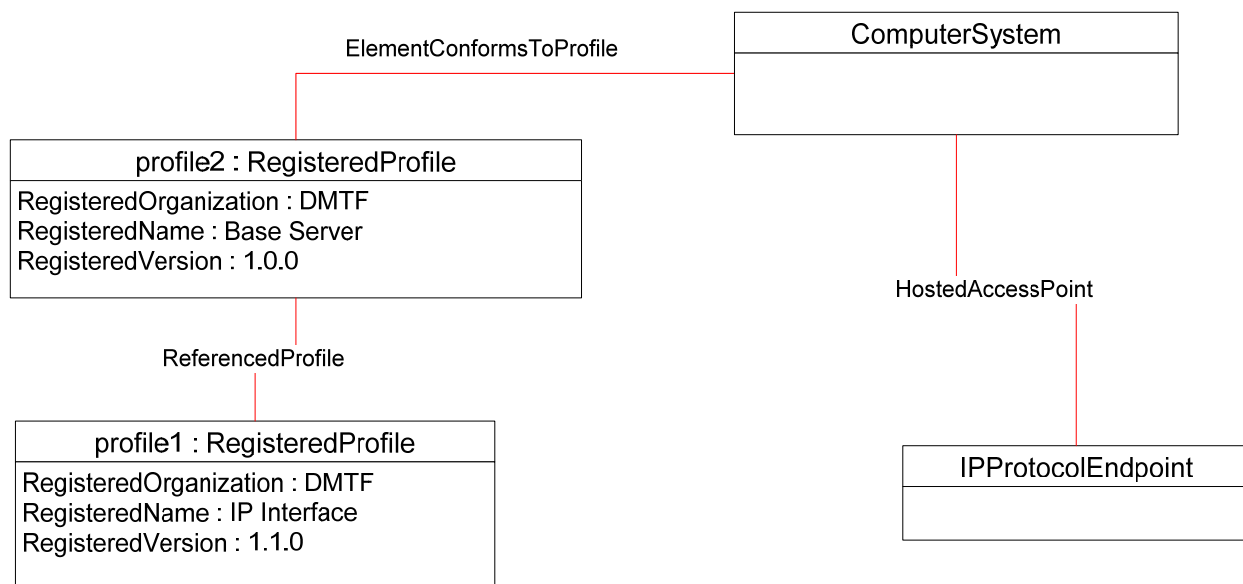 ElementConformsToProfile
ComputerSystem
profile2 : RegisteredProfile
RegisteredOrganization : DMTF
RegisteredName : Base Server
RegisteredVersion : 1.0.0
HostedAccessPoint
ReferencedProfile
profile1 : RegisteredProfile
RegisteredOrganization : DMTF
RegisteredName : IP Interface
RegisteredVersion : 1.1.0
IPProtocolEndpoint